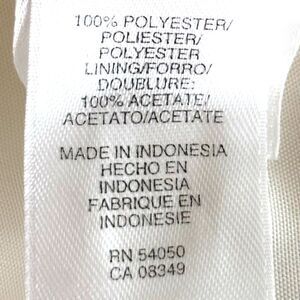 100% POLYESTER/
POLIESTER/
POLYESTER
LINING/FORRO/
DOUBLURE:
100% ACETATE/
ACETATO/ACETATE
MADE IN INDONESIA
HECHO EN
INDONESIA
FABRIQUE EN
INDONESIE
RN 54050
CA 08349